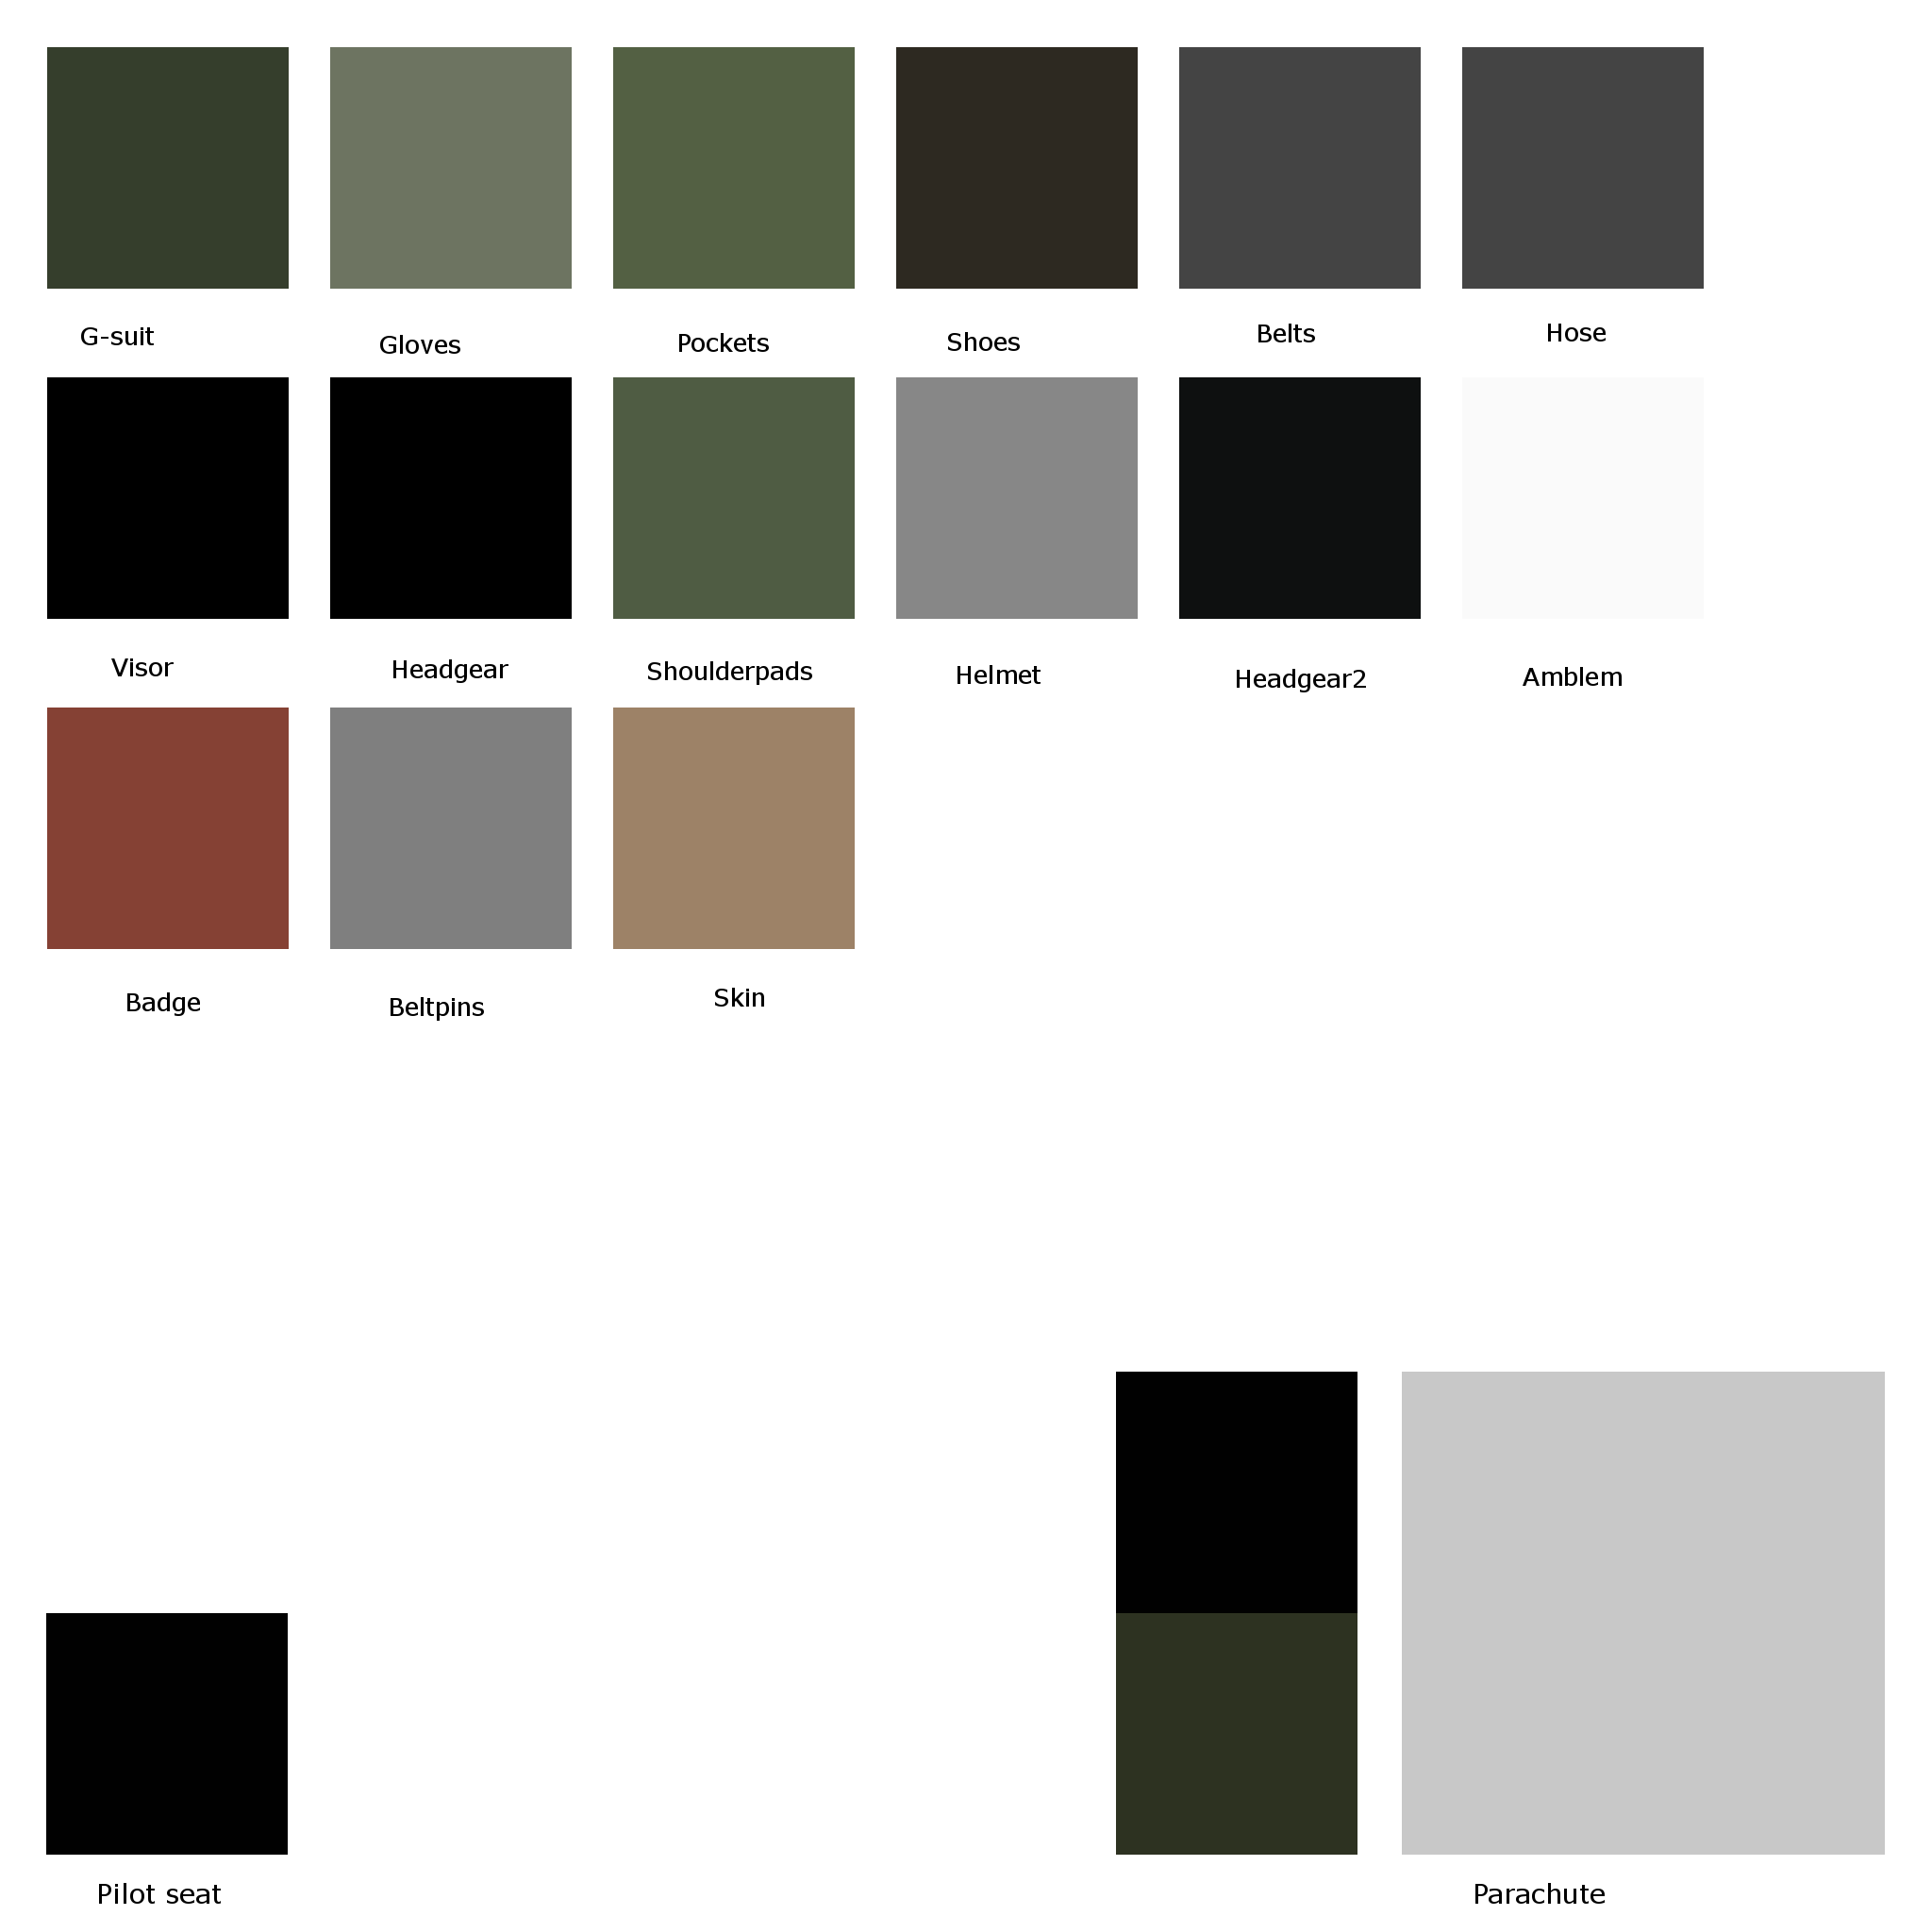 G-suit
Gloves
Pockets
Shoes
Belts
Hose
Visor
Headgear
Shoulderpads
Helmet
Headgear2
Amblem
Badge
Beltpins
Skin
Pilot seat
Parachute